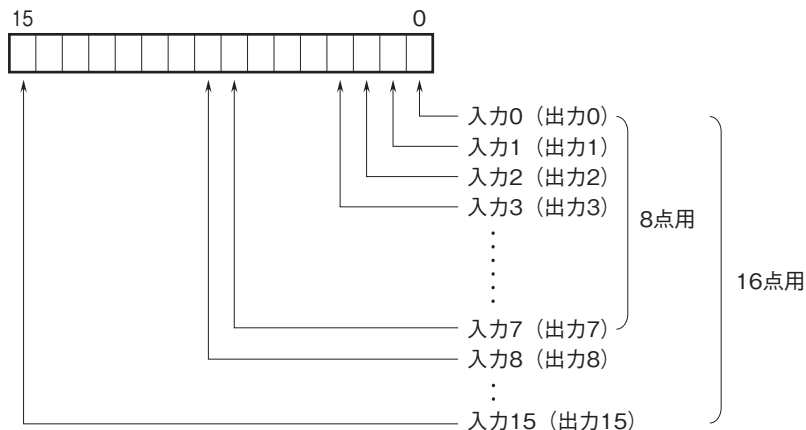 15 0
入力0（出力0）
入力1（出力1）
入力2（出力2）
入力3（出力3）
8点用
16点用
入力7（出力7）
入力8（出力8）
入力15（出力15）